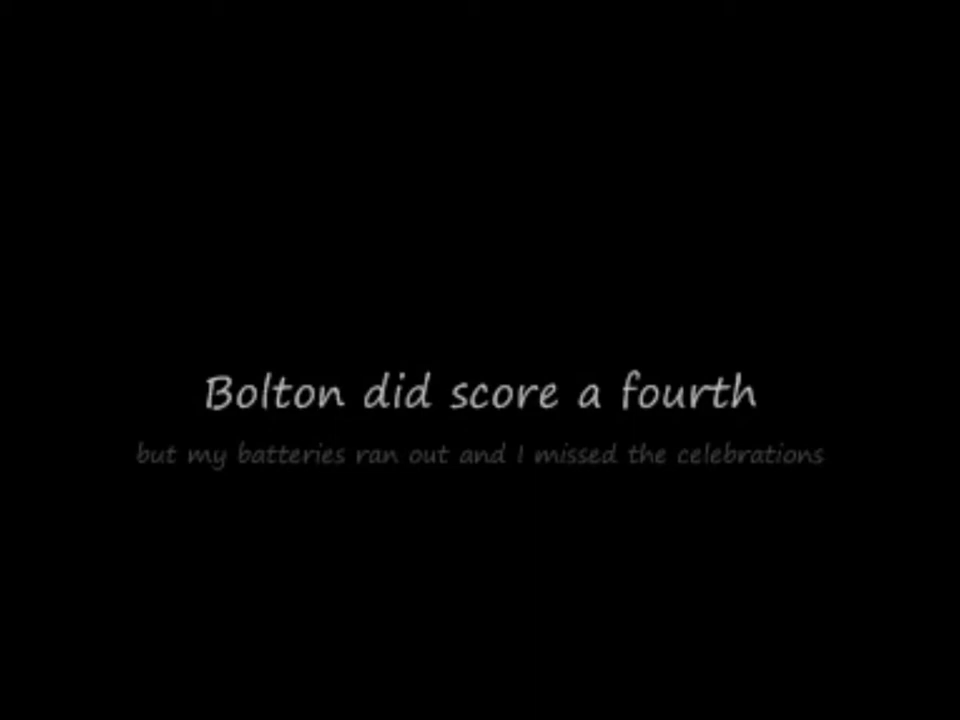 Bolton did score a fourth
but my batteries ran out and I missed the celebrations